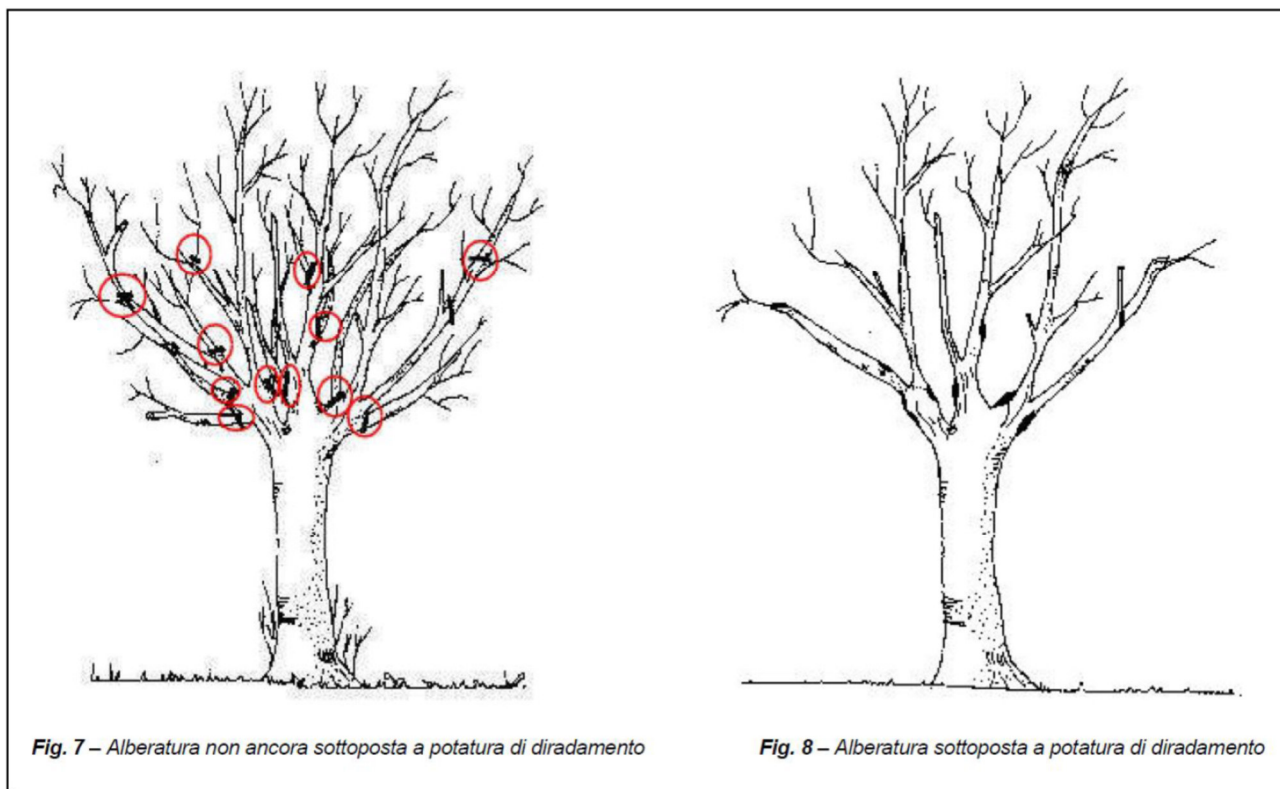 Fig. 7 – Alberatura non ancora sottoposta a potatura di diradamento
Fig. 8 – Alberatura sottoposta a potatura di diradamento